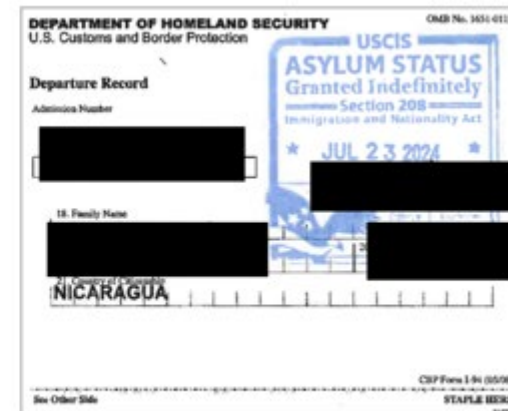 DEPARTMENT OF HOMELAND SECURITY
U.S. Customs and Border Protection
OMB No. 1651-011
Departure Record
Admission Number
USCIS
ASYLUM STATUS
Granted Indefinitely
Section 208
Immigration and Nationality Act
* JUL 23 2024 *
18. Family Name
21. Country of Citizenship
NICARAGUA
CBP Form I-94
See Other Side
STAPLE HERE